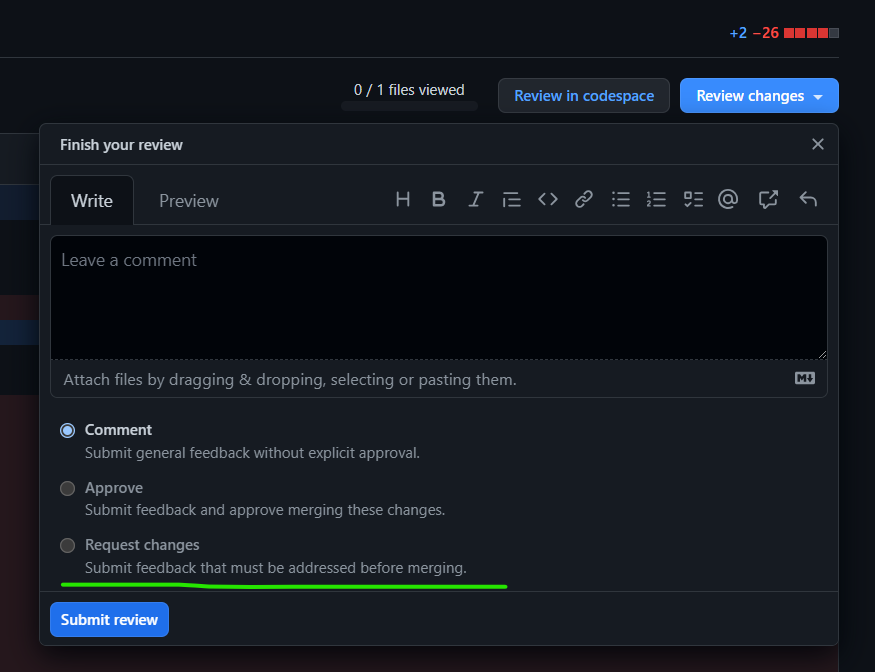 +2 −26
0 / 1 files viewed
Review in codespace
Review changes
Finish your review
Write
Preview
Leave a comment
Attach files by dragging & dropping, selecting or pasting them.
Comment
Submit general feedback without explicit approval.
Approve
Submit feedback and approve merging these changes.
Request changes
Submit feedback that must be addressed before merging.
Submit review